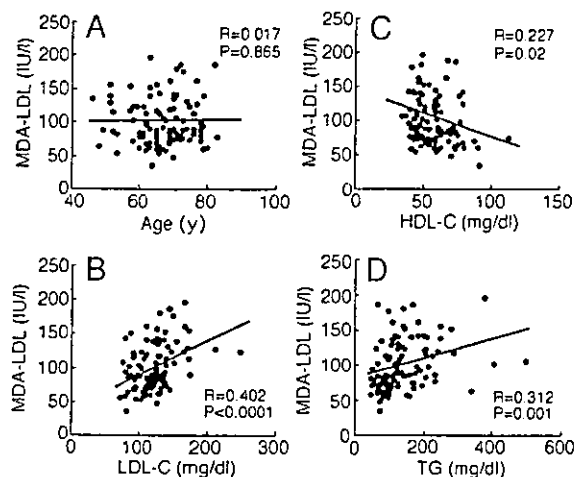 A
R=0.017
P=0.865
MDA-LDL (IU/l)
250
200
150
100
50
0
40 60 80 100
Age (y)
C
R=0.227
P=0.02
MDA-LDL (IU/l)
250
200
150
100
50
0
0 50 100 150
HDL-C (mg/dl)
B
R=0.402
P<0.0001
MDA-LDL (IU/l)
250
200
150
100
50
0
0 100 200 300
LDL-C (mg/dl)
D
R=0.312
P=0.001
MDA-LDL (IU/l)
250
200
150
100
50
0
0 200 400 600
TG (mg/dl)